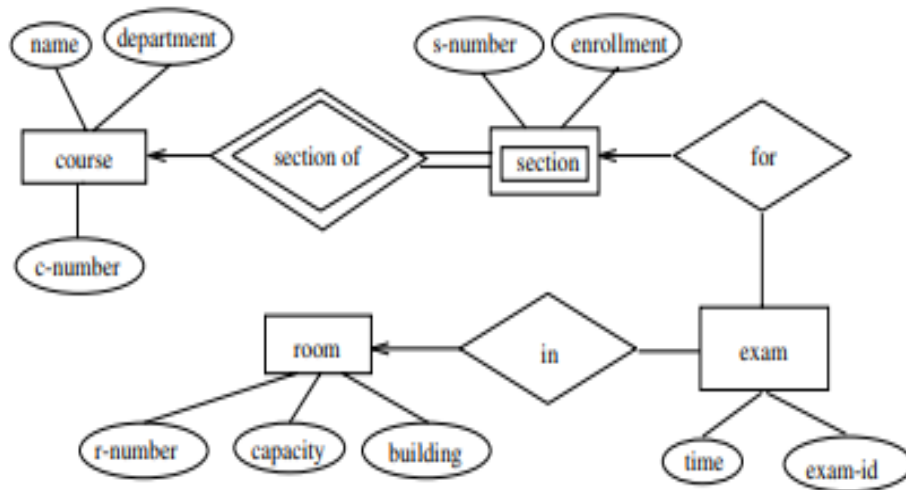 name
department
s-number
enrollment
course
section of
section
for
c-number
room
in
exam
r-number
capacity
building
time
exam-id